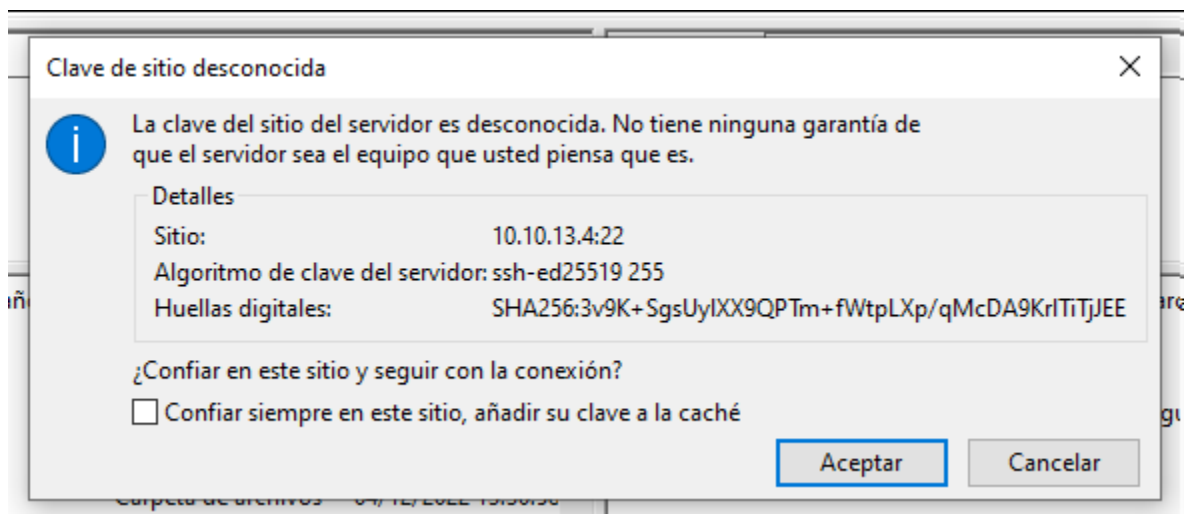 Clave de sitio desconocida
La clave del sitio del servidor es desconocida. No tiene ninguna garantía de
que el servidor sea el equipo que usted piensa que es.
Detalles
Sitio: 10.10.13.4:22
Algoritmo de clave del servidor: ssh-ed25519 255
Huellas digitales: SHA256:3v9K+SgsUyIXX9QPTm+fWtpLXp/qMcDA9KrITiTjJEE
¿Confiar en este sitio y seguir con la conexión?
Confiar siempre en este sitio, añadir su clave a la caché
Aceptar Cancelar